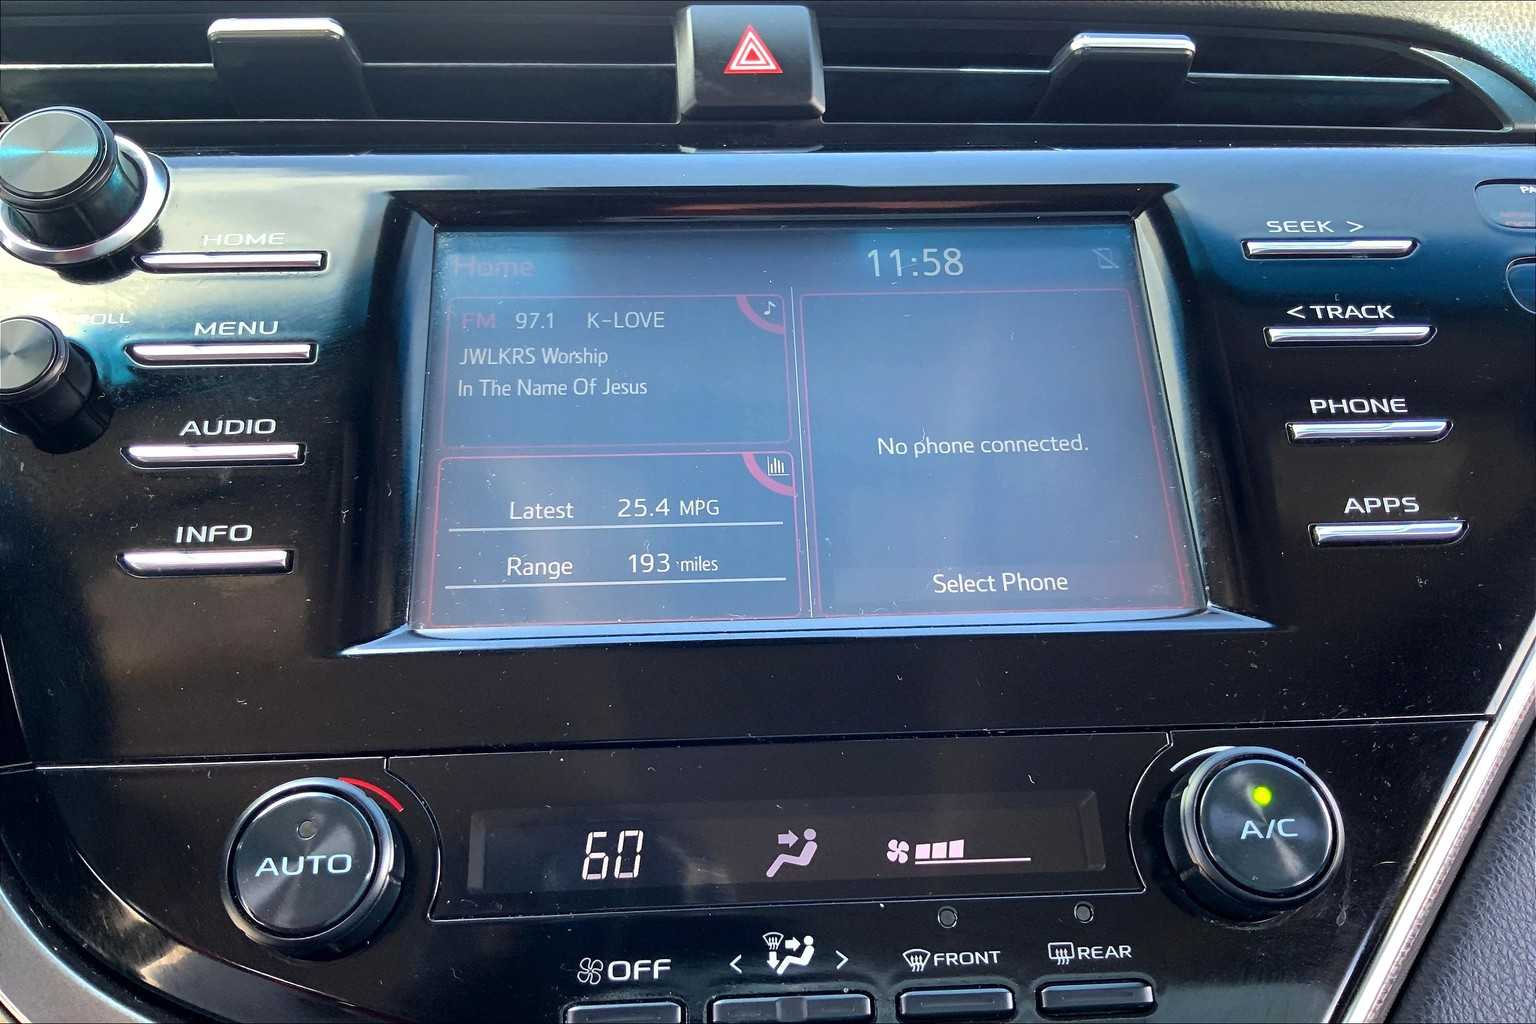 HOME
MENU
AUDIO
INFO
Home
11:58
FM 97.1 K-LOVE
JWLKRS Worship
In The Name Of Jesus
Latest 25.4 MPG
Range 193 miles
No phone connected.
Select Phone
SEEK >
< TRACK
PHONE
APPS
AUTO
60
A/C
OFF
< >
FRONT
REAR